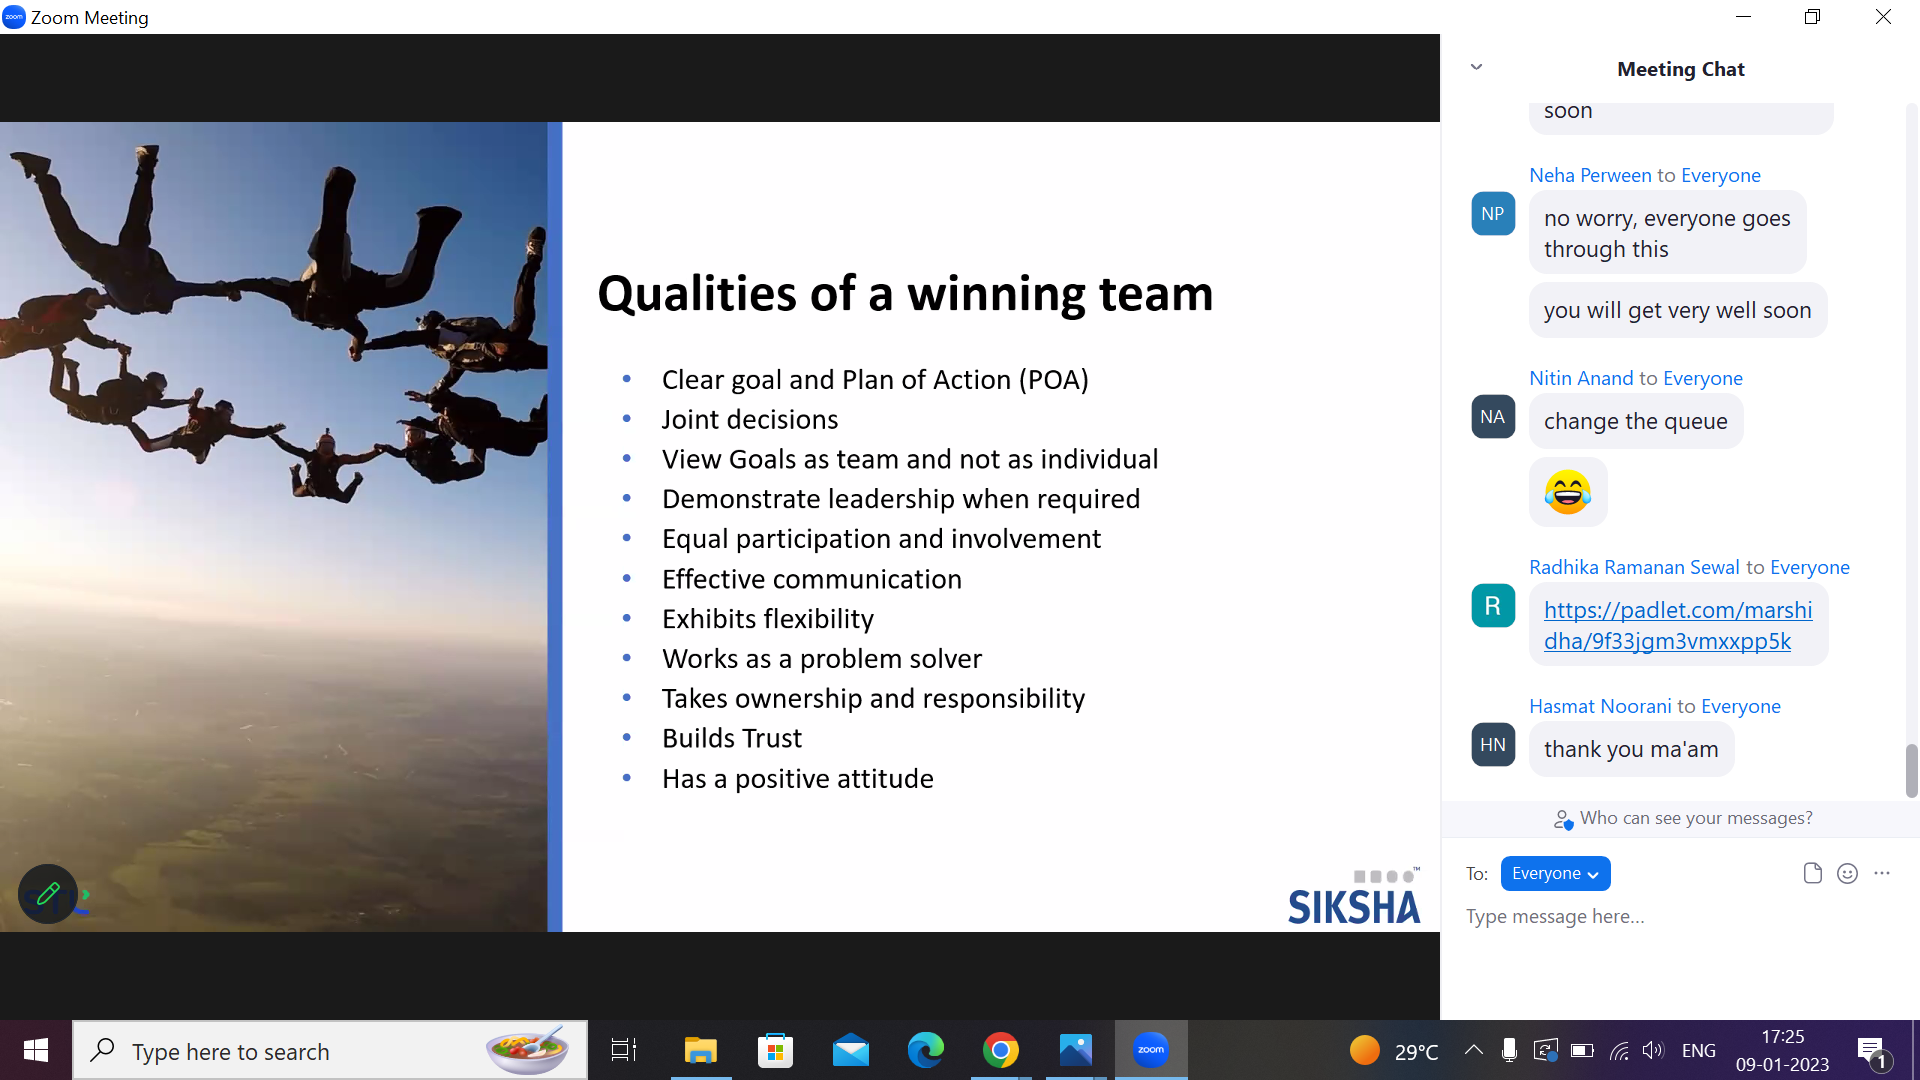 zoom Zoom Meeting
Qualities of a winning team
• Clear goal and Plan of Action (POA)
• Joint decisions
• View Goals as team and not as individual
• Demonstrate leadership when required
• Equal participation and involvement
• Effective communication
• Exhibits flexibility
• Works as a problem solver
• Takes ownership and responsibility
• Builds Trust
• Has a positive attitude
SIKSHA™
Meeting Chat
soon
Neha Perween to Everyone
NP
no worry, everyone goes
through this
you will get very well soon
Nitin Anand to Everyone
NA
change the queue
😂
Radhika Ramanan Sewal to Everyone
R
https://padlet.com/marshi
dha/9f33jgm3vmxxpp5k
Hasmat Noorani to Everyone
HN
thank you ma'am
Who can see your messages?
To: Everyone
Type message here...
Type here to search
zoom
29°C
ENG
17:25
09-01-2023
1